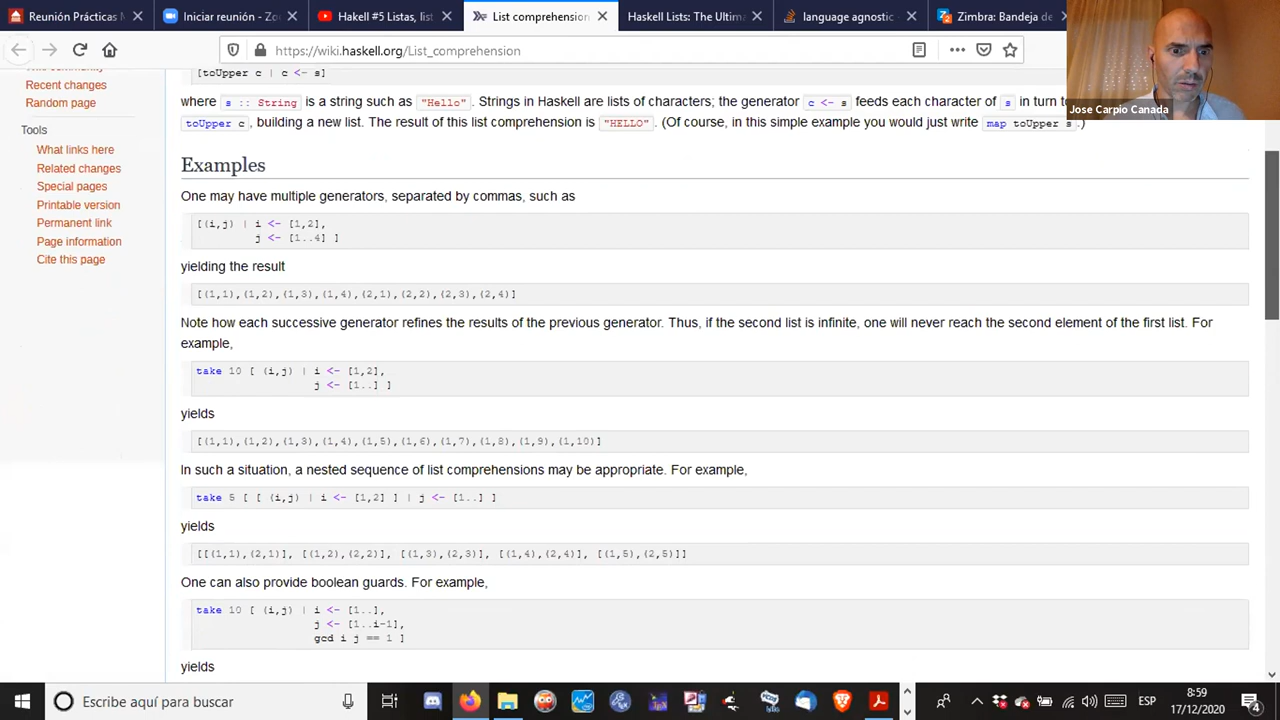 Reunión Prácticas M
Iniciar reunión - Zoo
Hakell #5 Listas, list
List comprehension
Haskell Lists: The Ultima
language agnostic -
Zimbra: Bandeja de
https://wiki.haskell.org/List_comprehension
Jose Carpio Canada
Recent changes
Random page
Tools
What links here
Related changes
Special pages
Printable version
Permanent link
Page information
Cite this page
[toUpper c | c <- s]
where s :: String is a string such as "Hello". Strings in Haskell are lists of characters; the generator c <- s feeds each character of s in turn to
toUpper c, building a new list. The result of this list comprehension is "HELLO". (Of course, in this simple example you would just write map toUpper s.)
Examples
One may have multiple generators, separated by commas, such as
[(i,j) | i <- [1,2],
j <- [1..4] ]
yielding the result
[(1,1),(1,2),(1,3),(1,4),(2,1),(2,2),(2,3),(2,4)]
Note how each successive generator refines the results of the previous generator. Thus, if the second list is infinite, one will never reach the second element of the first list. For
example,
take 10 [ (i,j) | i <- [1,2],
j <- [1..] ]
yields
[(1,1),(1,2),(1,3),(1,4),(1,5),(1,6),(1,7),(1,8),(1,9),(1,10)]
In such a situation, a nested sequence of list comprehensions may be appropriate. For example,
take 5 [ [ (i,j) | i <- [1,2] ] | j <- [1..] ]
yields
[[(1,1),(2,1)], [(1,2),(2,2)], [(1,3),(2,3)], [(1,4),(2,4)], [(1,5),(2,5)]]
One can also provide boolean guards. For example,
take 10 [ (i,j) | i <- [1..],
j <- [1..i-1],
gcd i j == 1 ]
yields
Escribe aquí para buscar
ESP
8:59
17/12/2020
4